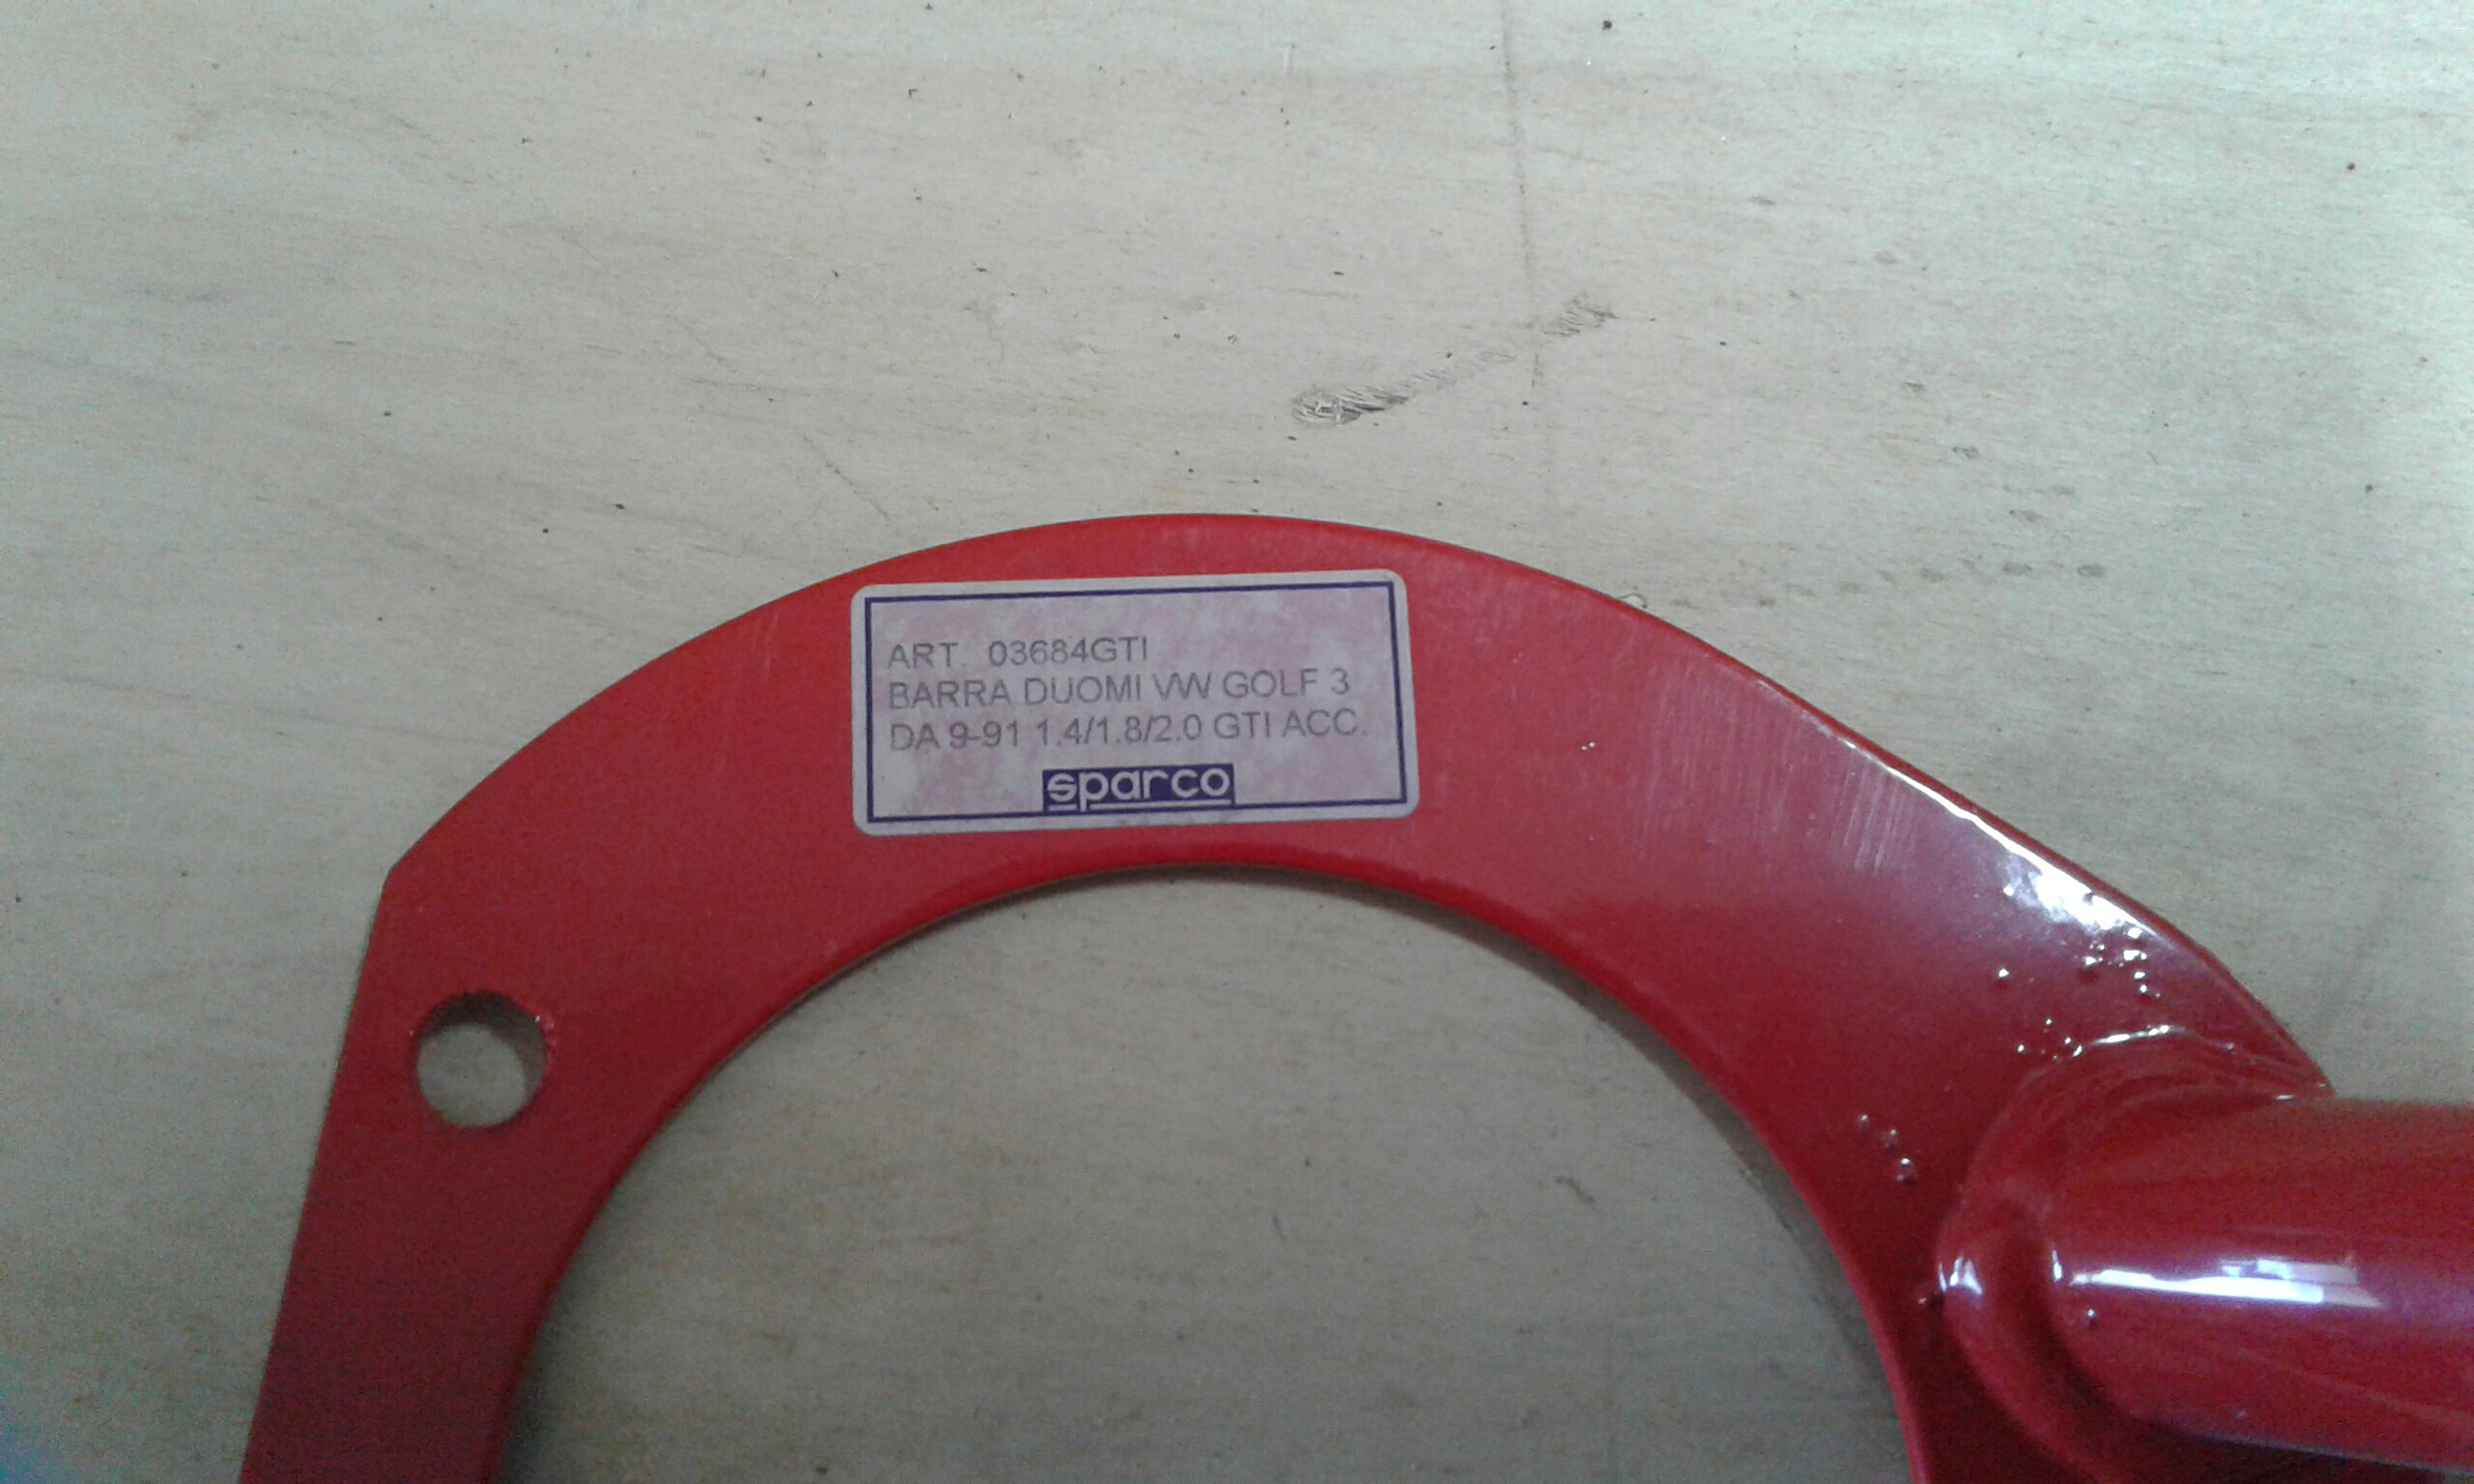 ART. 03684GTI
BARRA DUOMI VW GOLF 3
DA 9-91 1.4/1.8/2.0 GTI ACC.
sparco